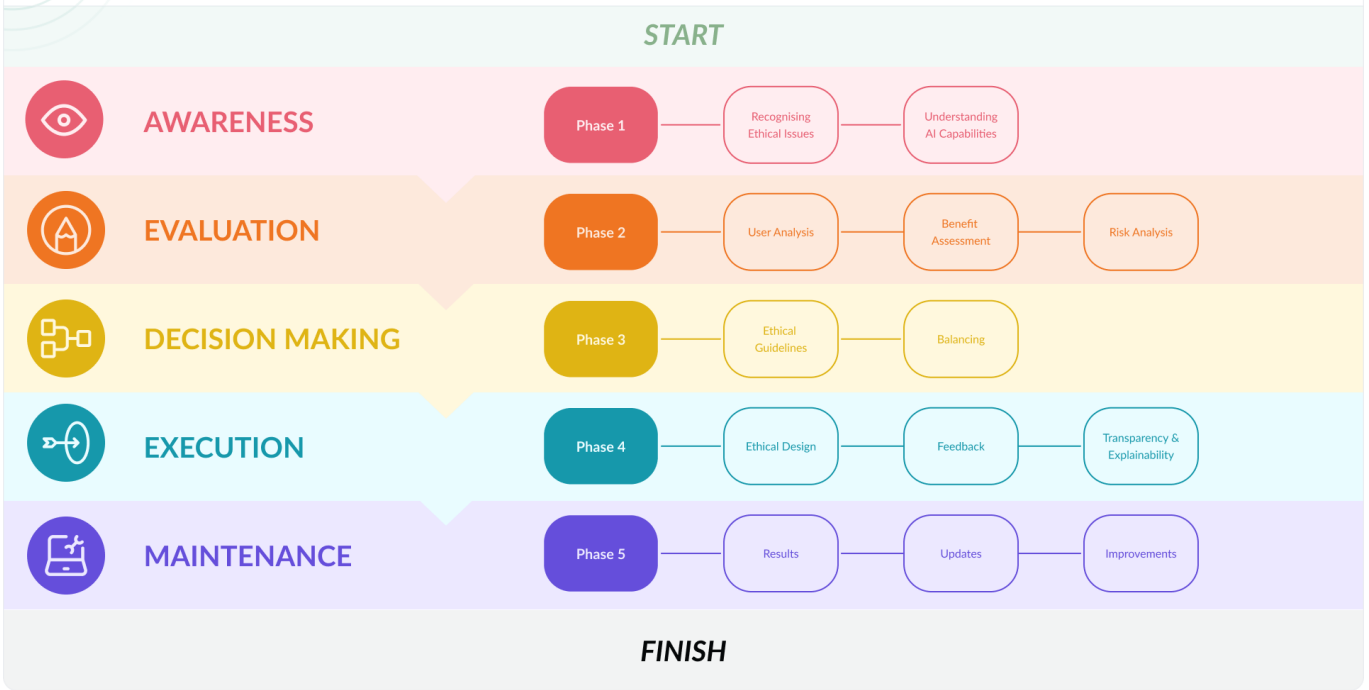 START
AWARENESS
Phase 1
Recognising
Ethical Issues
Understanding
AI Capabilities
EVALUATION
Phase 2
User Analysis
Benefit
Assessment
Risk Analysis
DECISION MAKING
Phase 3
Ethical
Guidelines
Balancing
EXECUTION
Phase 4
Ethical Design
Feedback
Transparency &
Explainability
MAINTENANCE
Phase 5
Results
Updates
Improvements
FINISH